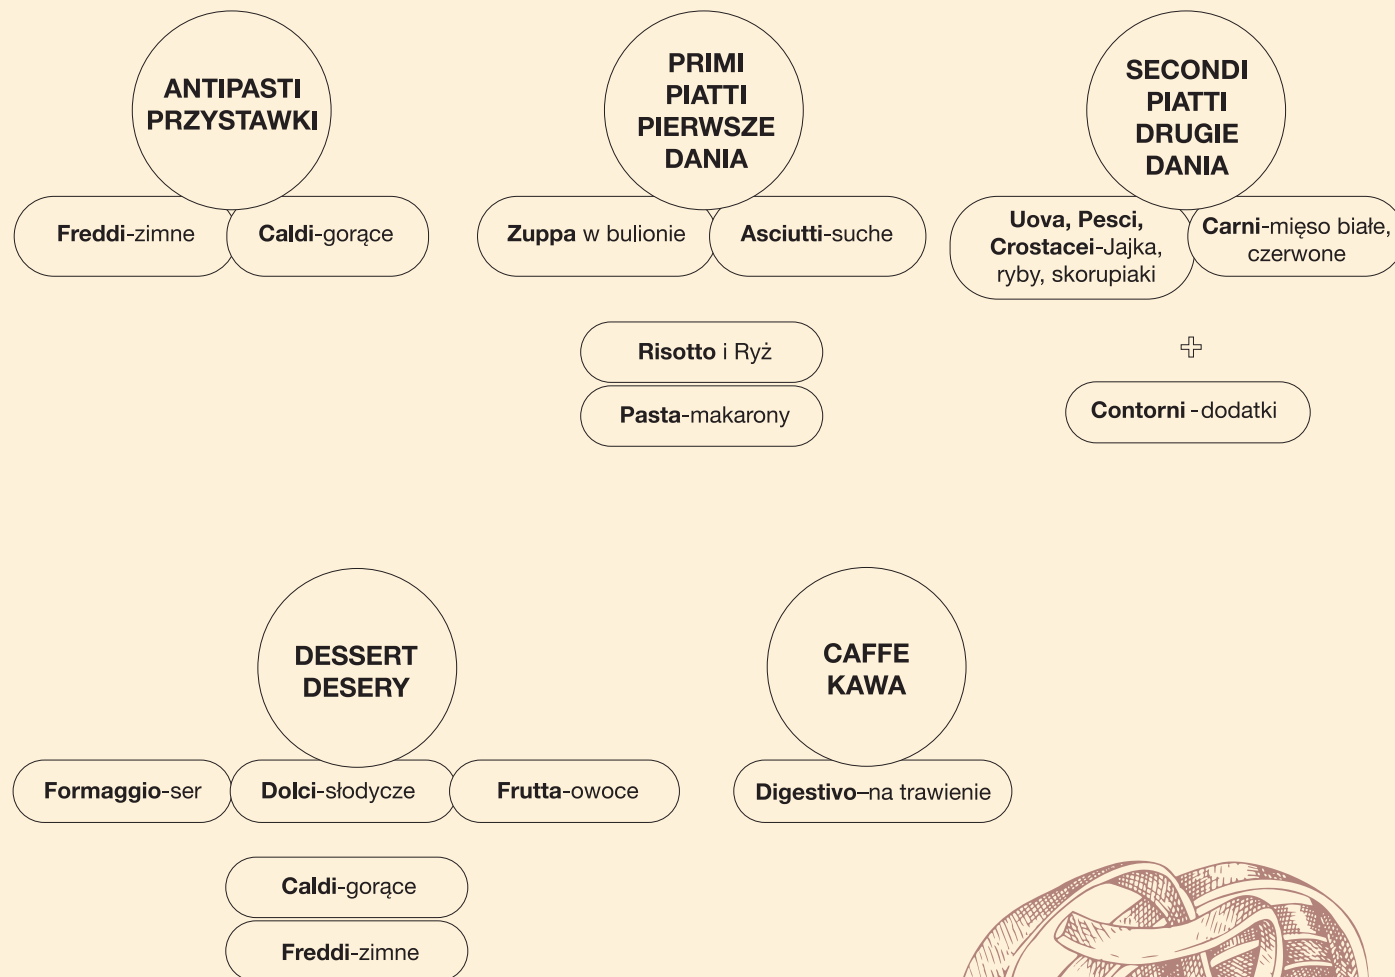 ANTIPASTI
PRZYSTAWKI
Freddi-zimne
Caldi-gorące
PRIMI
PIATTI
PIERWSZE
DANIA
Zuppa w bulionie
Asciutti-suche
Risotto i Ryż
Pasta-makarony
SECONDI
PIATTI
DRUGIE
DANIA
Uova, Pesci,
Crostacei-Jajka,
ryby, skorupiaki
Carni-mięso białe,
czerwone
Contorni - dodatki
DESSERT
DESERY
Formaggio-ser
Dolci-słodycze
Frutta-owoce
Caldi-gorące
Freddi-zimne
CAFFE
KAWA
Digestivo–na trawienie